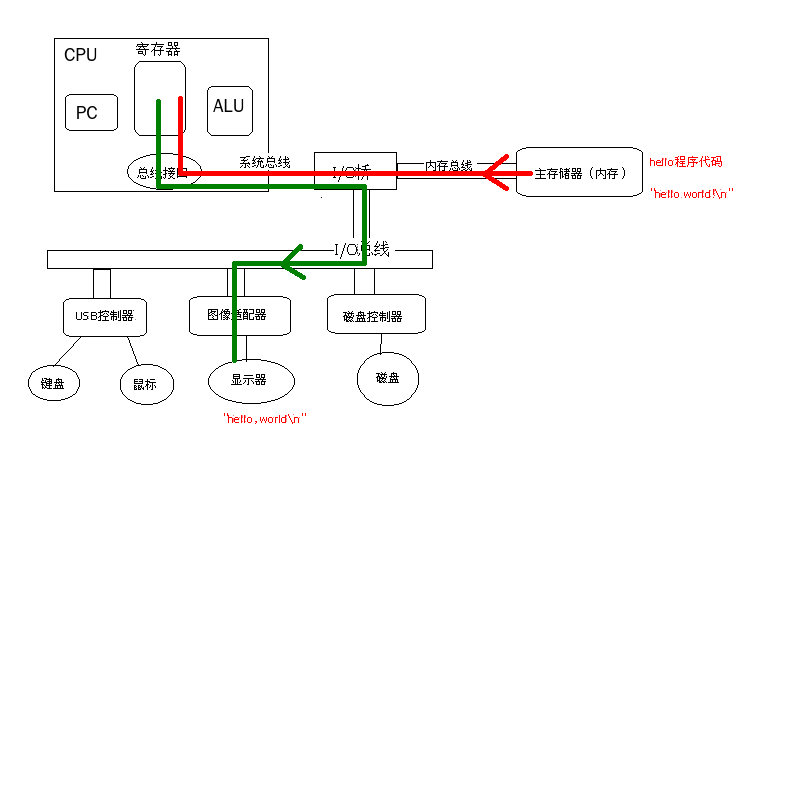 寄存器
CPU
PC
ALU
总线接口
系统总线
I/O桥
内存总线
主存储器（内存）
hello程序代码
"hello world!\n"
I/O总线
USB控制器
图像适配器
磁盘控制器
键盘
鼠标
显示器
磁盘
"hello,world\n"